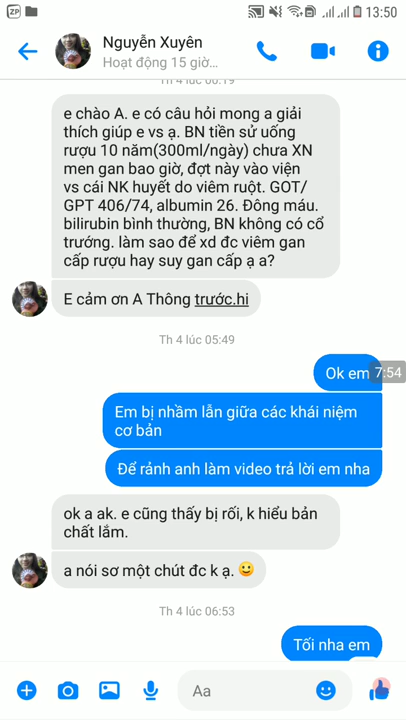 ZP
13:50
Nguyễn Xuyên
Hoạt động 15 giờ...
Th 4 lúc 00:19
e chào A. e có câu hỏi mong a giải
thích giúp e vs ạ. BN tiền sử uống
rượu 10 năm(300ml/ngày) chưa XN
men gan bao giờ, đợt này vào viện
vs cái NK huyết do viêm ruột. GOT/
GPT 406/74, albumin 26. Đông máu.
bilirubin bình thường, BN không có cổ
trướng. làm sao để xd đc viêm gan
cấp rượu hay suy gan cấp ạ a?
E cảm ơn A Thông trước.hi
Th 4 lúc 05:49
Ok em
7:54
Em bị nhầm lẫn giữa các khái niệm
cơ bản
Để rảnh anh làm video trả lời em nha
ok a ak. e cũng thấy bị rối, k hiểu bản
chất lắm.
a nói sơ một chút đc k ạ.
Th 4 lúc 06:53
Tối nha em
Aa